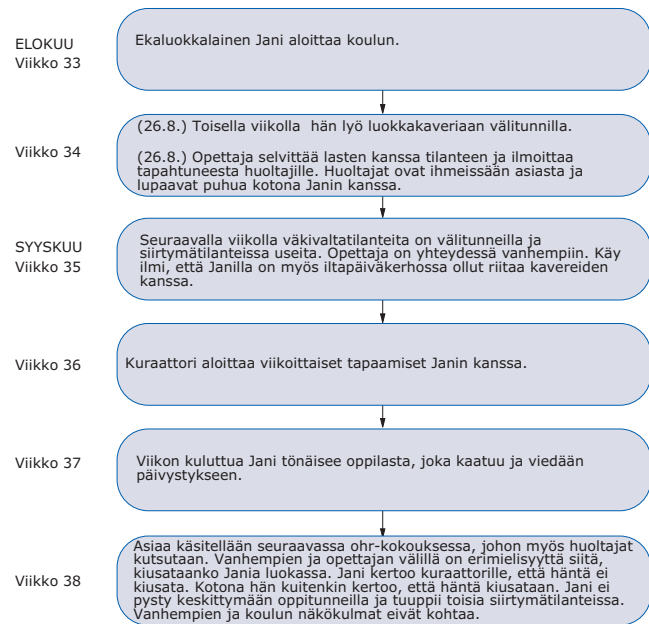 ELOKUU
Viikko 33
Ekaluokkalainen Jani aloittaa koulun.
Viikko 34
(26.8.) Toisella viikolla hän lyö luokkakaveriaan välitunnilla.
(26.8.) Opettaja selvittää lasten kanssa tilanteen ja ilmoittaa
tapahtuneesta huoltajille. Huoltajat ovat ihmeissään asiasta ja
lupaavat puhua kotona Janin kanssa.
SYYSKUU
Viikko 35
Seuraavalla viikolla väkivaltatilanteita on välitunneilla ja
siirtymätilanteissa useita. Opettaja on yhteydessä vanhempiin. Käy
ilmi, että Janilla on myös iltapäiväkerhossa ollut riitaa kavereiden
kanssa.
Viikko 36
Kuraattori aloittaa viikoittaiset tapaamiset Janin kanssa.
Viikko 37
Viikon kuluttua Jani tönäisee oppilasta, joka kaatuu ja viedään
päivystykseen.
Viikko 38
Asiaa käsitellään seuraavassa ohr-kokouksessa, johon myös huoltajat
kutsutaan. Vanhempien ja opettajan välillä on erimielisyyttä siitä,
kiusataanko Jania luokassa. Jani kertoo kuraattorille, että häntä ei
kiusata. Kotona hän kuitenkin kertoo, että häntä kiusataan. Jani ei
pysty keskittymään oppitunneilla ja tuuppii toisia siirtymätilanteissa.
Vanhempien ja koulun näkökulmat eivät kohtaa.